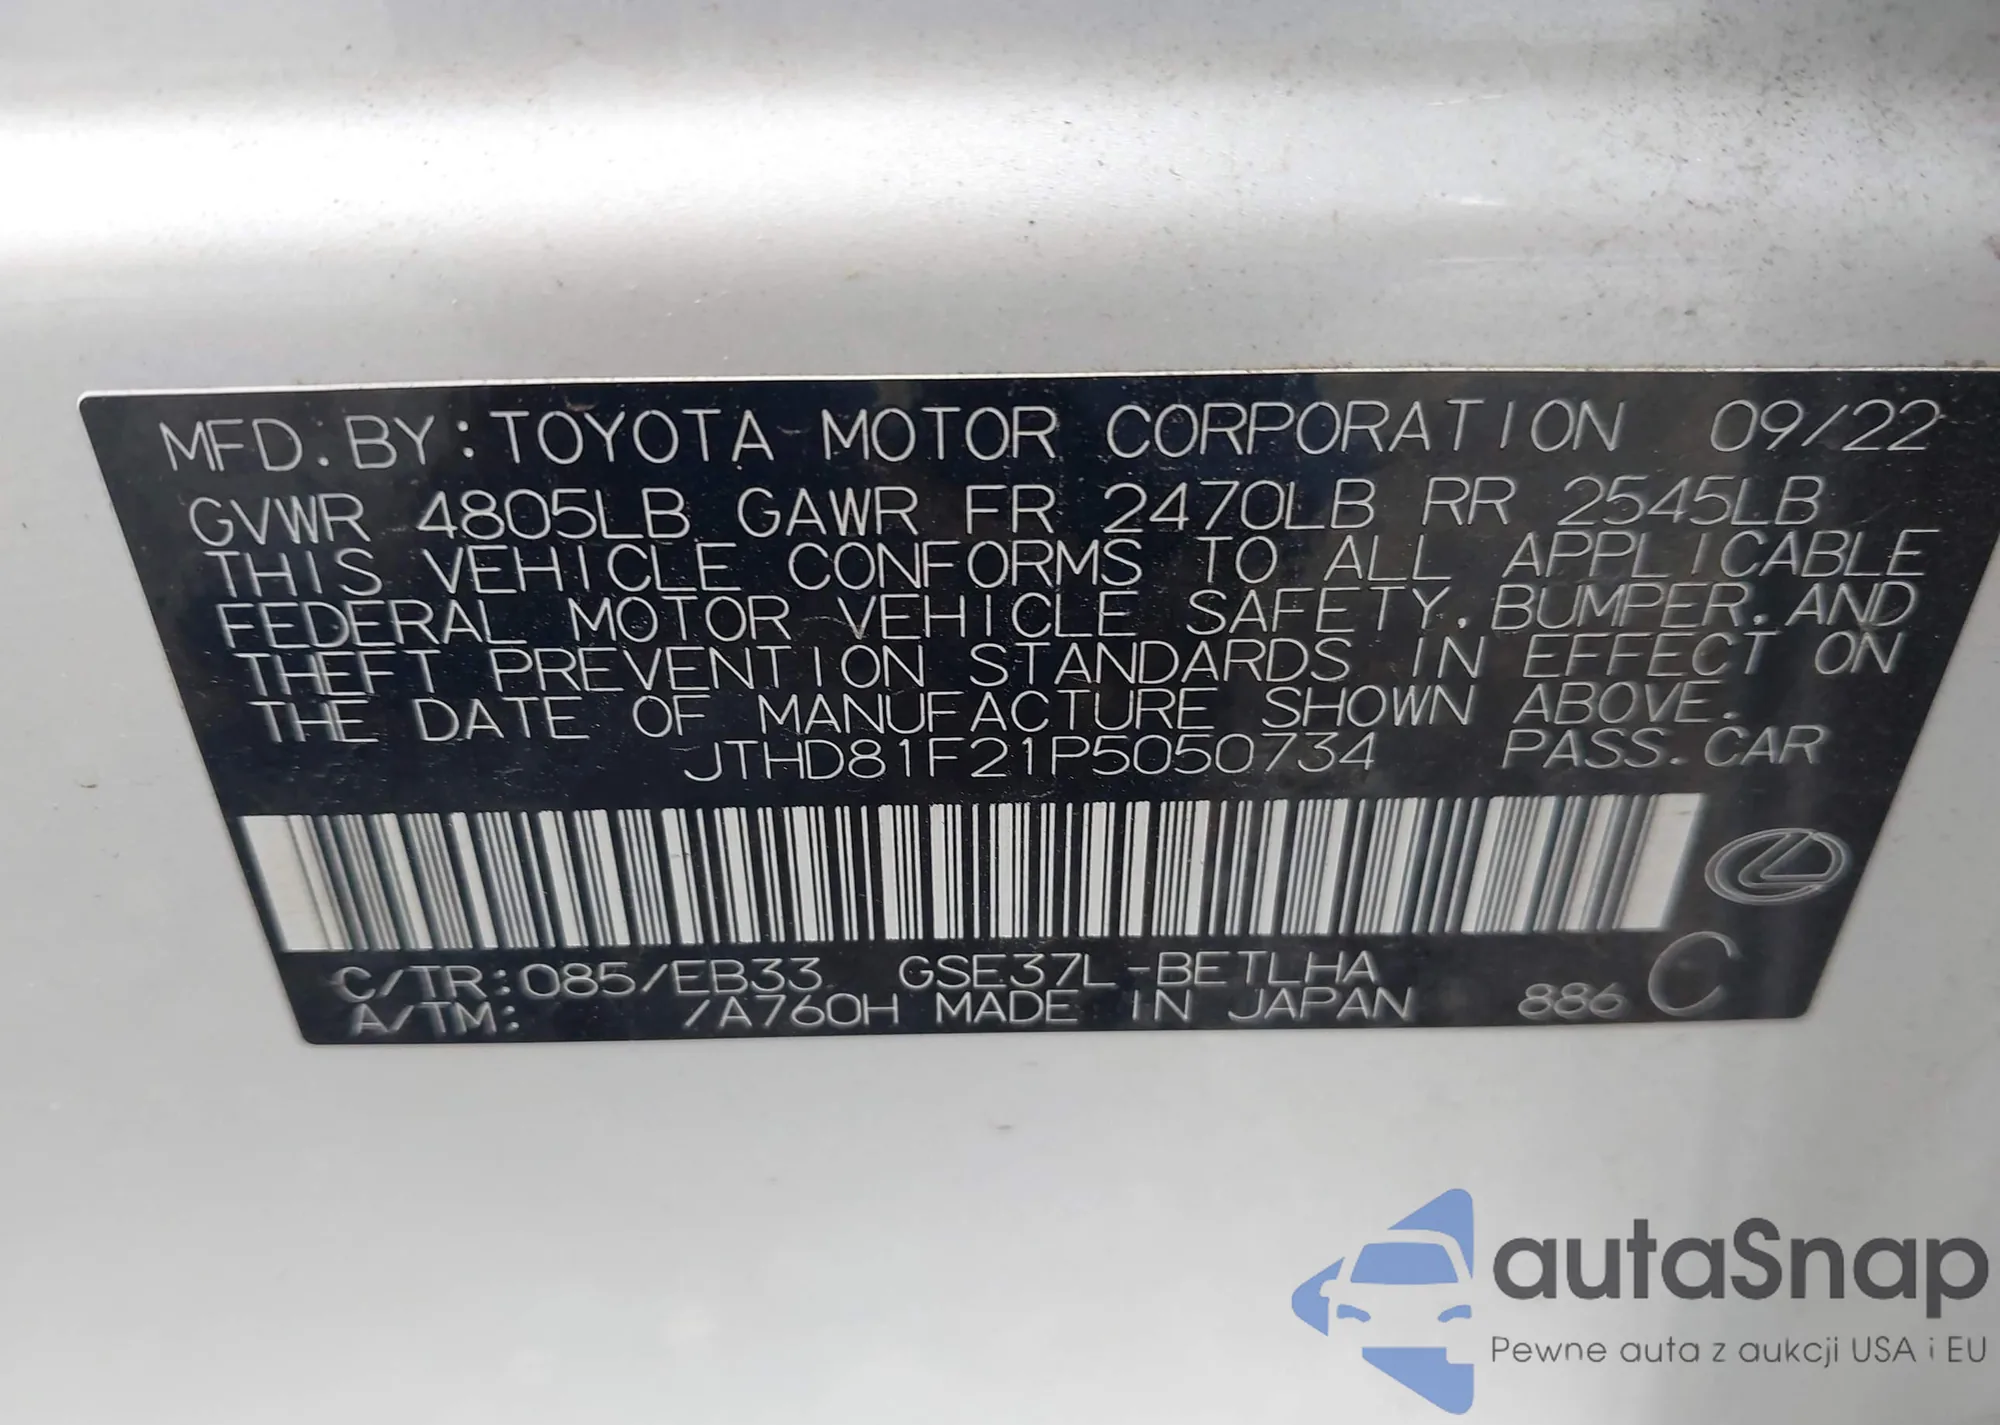 MFD. BY: TOYOTA MOTOR CORPORATION 09/22
GVWR 4805LB GAWR FR 2470LB RR 2545LB
THIS VEHICLE CONFORMS TO ALL APPLICABLE
FEDERAL MOTOR VEHICLE SAFETY, BUMPER, AND
THEFT PREVENTION STANDARDS IN EFFECT ON
THE DATE OF MANUFACTURE SHOWN ABOVE.
JTHD81F21P5050734 PASS. CAR
C/TR: 085/EB33 GSE37L-BETLHA
A/TM: /A760H MADE IN JAPAN 886 C
autaSnap
Pewne auta z aukcji USA i EU